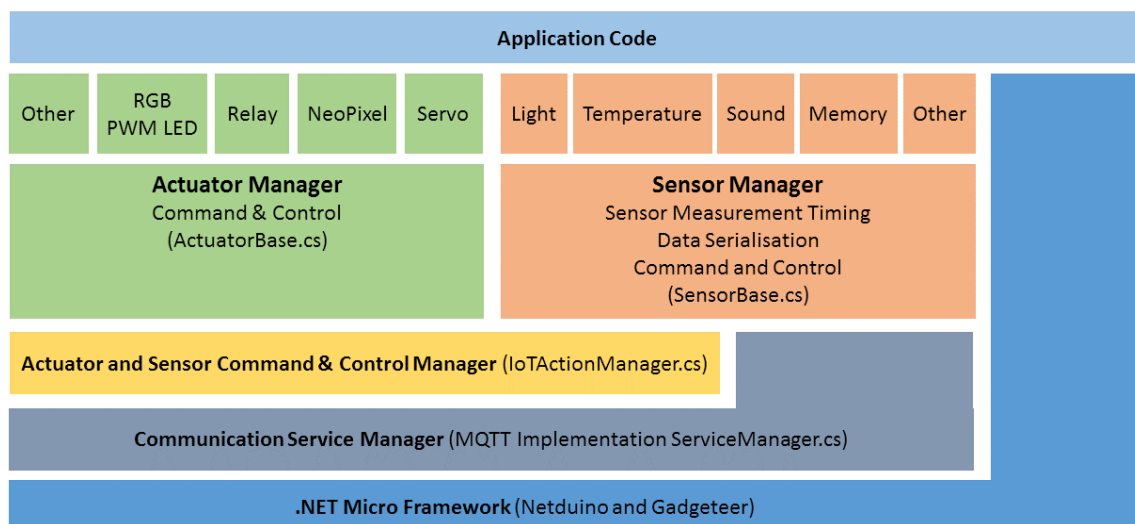 Application Code
Other
RGB
PWM LED
Relay
NeoPixel
Servo
Light
Temperature
Sound
Memory
Other
Actuator Manager
Command & Control
(ActuatorBase.cs)
Sensor Manager
Sensor Measurement Timing
Data Serialisation
Command and Control
(SensorBase.cs)
Actuator and Sensor Command & Control Manager (IoTActionManager.cs)
Communication Service Manager (MQTT Implementation ServiceManager.cs)
.NET Micro Framework (Netduino and Gadgeteer)